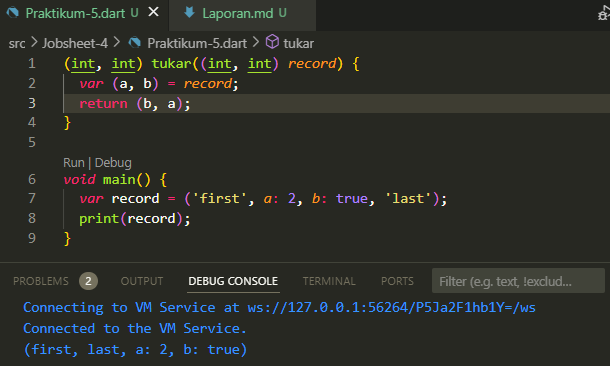 Praktikum-5.dart U × Laporan.md U
src > Jobsheet-4 > Praktikum-5.dart > tukar
1 (int, int) tukar((int, int) record) {
2 var (a, b) = record;
3 return (b, a);
4 }
5
Run | Debug
6 void main() {
7 var record = ('first', a: 2, b: true, 'last');
8 print(record);
9 }
PROBLEMS 2 OUTPUT DEBUG CONSOLE TERMINAL PORTS Filter (e.g. text, !exclud...
Connecting to VM Service at ws://127.0.0.1:56264/P5Ja2F1hb1Y=/ws
Connected to the VM Service.
(first, last, a: 2, b: true)